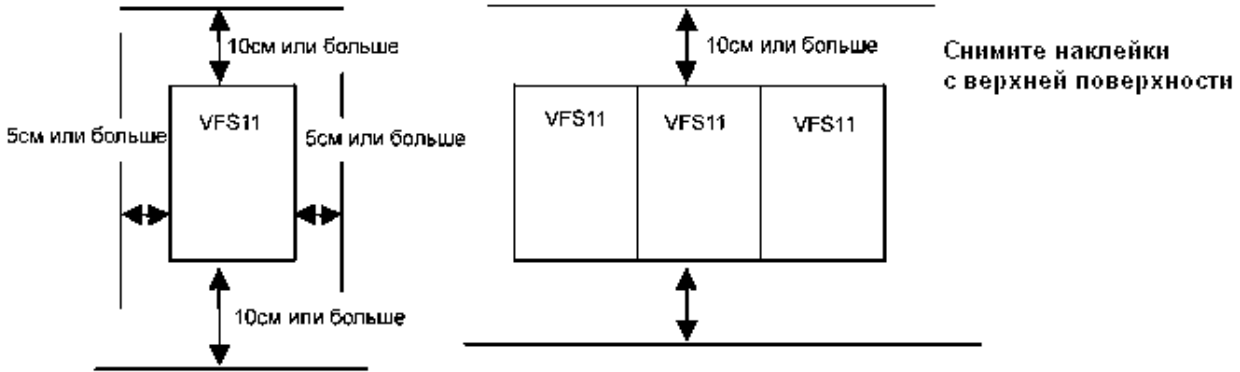 10см или больше
VFS11
5см или больше
5см или больше
10см или больше
10см или больше
VFS11
VFS11
VFS11
Снимите наклейки
с верхней поверхности